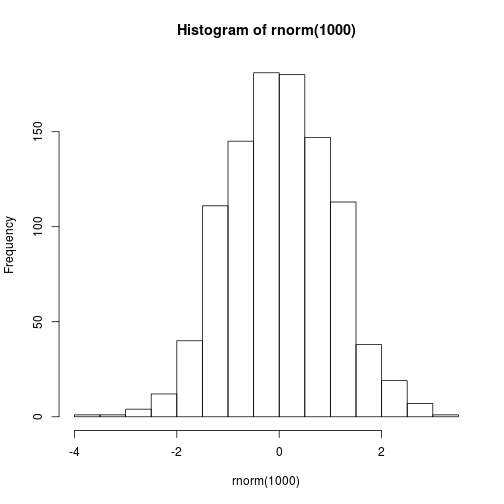 Histogram of rnorm(1000)
Frequency
150
100
50
0
-4 -2 0 2
rnorm(1000)